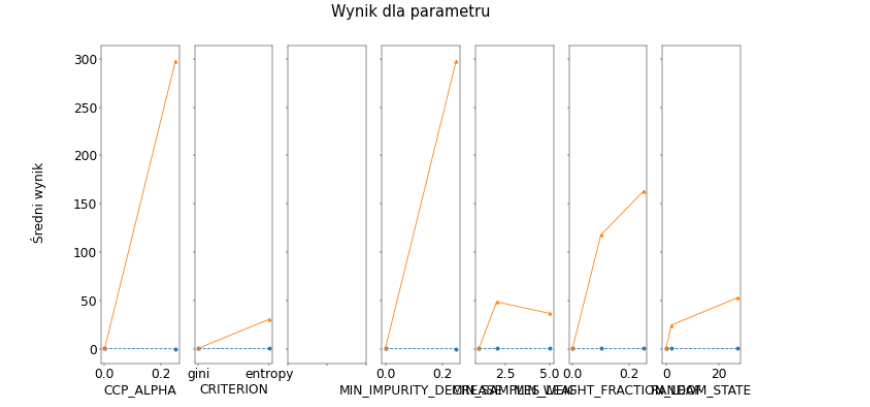 Wynik dla parametru
Średni wynik
300
250
200
150
100
50
0
0.0 0.2 gini entropy 0.0 0.2 2.5 5.0 0.0 0.2 0 20
CCP_ALPHA CRITERION MIN_IMPURITY_DECREASE MIN_SAMPLES_LEAF MIN_WEIGHT_FRACTION_LEAF RANDOM_STATE